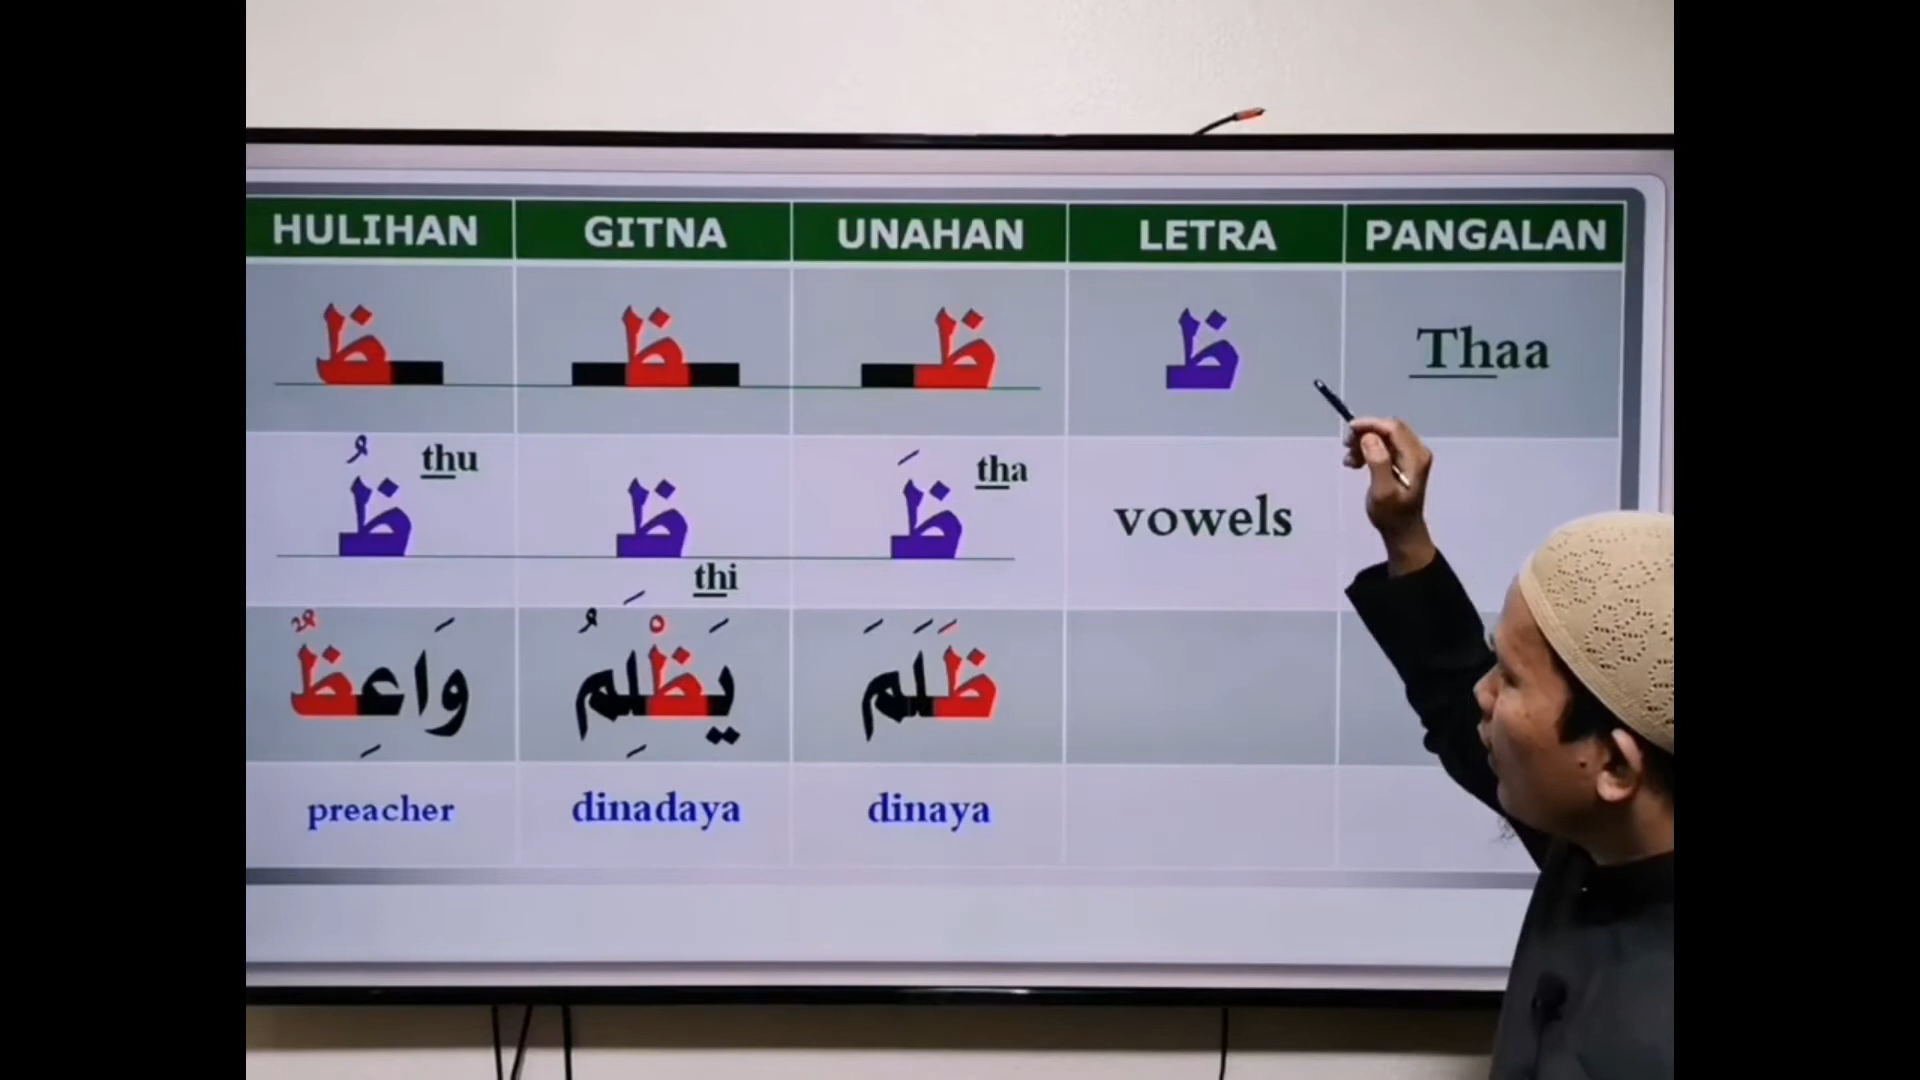 HULIHAN GITNA UNAHAN LETRA PANGALAN
ظ ظ ظ ظ Thaa
ظُ thu ظِ thi ظَ tha vowels
وَاعِظٌ يَظْلِمُ ظَلَمَ
preacher dinadaya dinaya